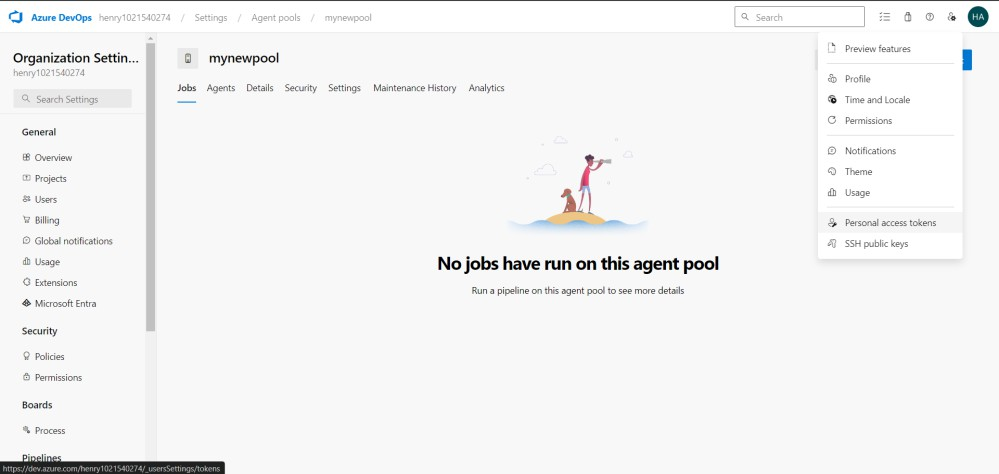 Azure DevOps henry1021540274 / Settings / Agent pools / mynewpool
Search
HA
Organization Settin...
henry1021540274
Search Settings
General
Overview
Projects
Users
Billing
Global notifications
Usage
Extensions
Microsoft Entra
Security
Policies
Permissions
Boards
Process
Pipelines
https://dev.azure.com/henry1021540274/_usersSettings/tokens
mynewpool
Jobs Agents Details Security Settings Maintenance History Analytics
No jobs have run on this agent pool
Run a pipeline on this agent pool to see more details
Preview features
Profile
Time and Locale
Permissions
Notifications
Theme
Usage
Personal access tokens
SSH public keys